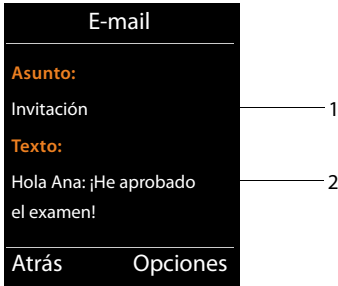 E-mail
Asunto:
Invitación 1
Texto:
Hola Ana: ¡He aprobado 2
el examen!
Atrás Opciones